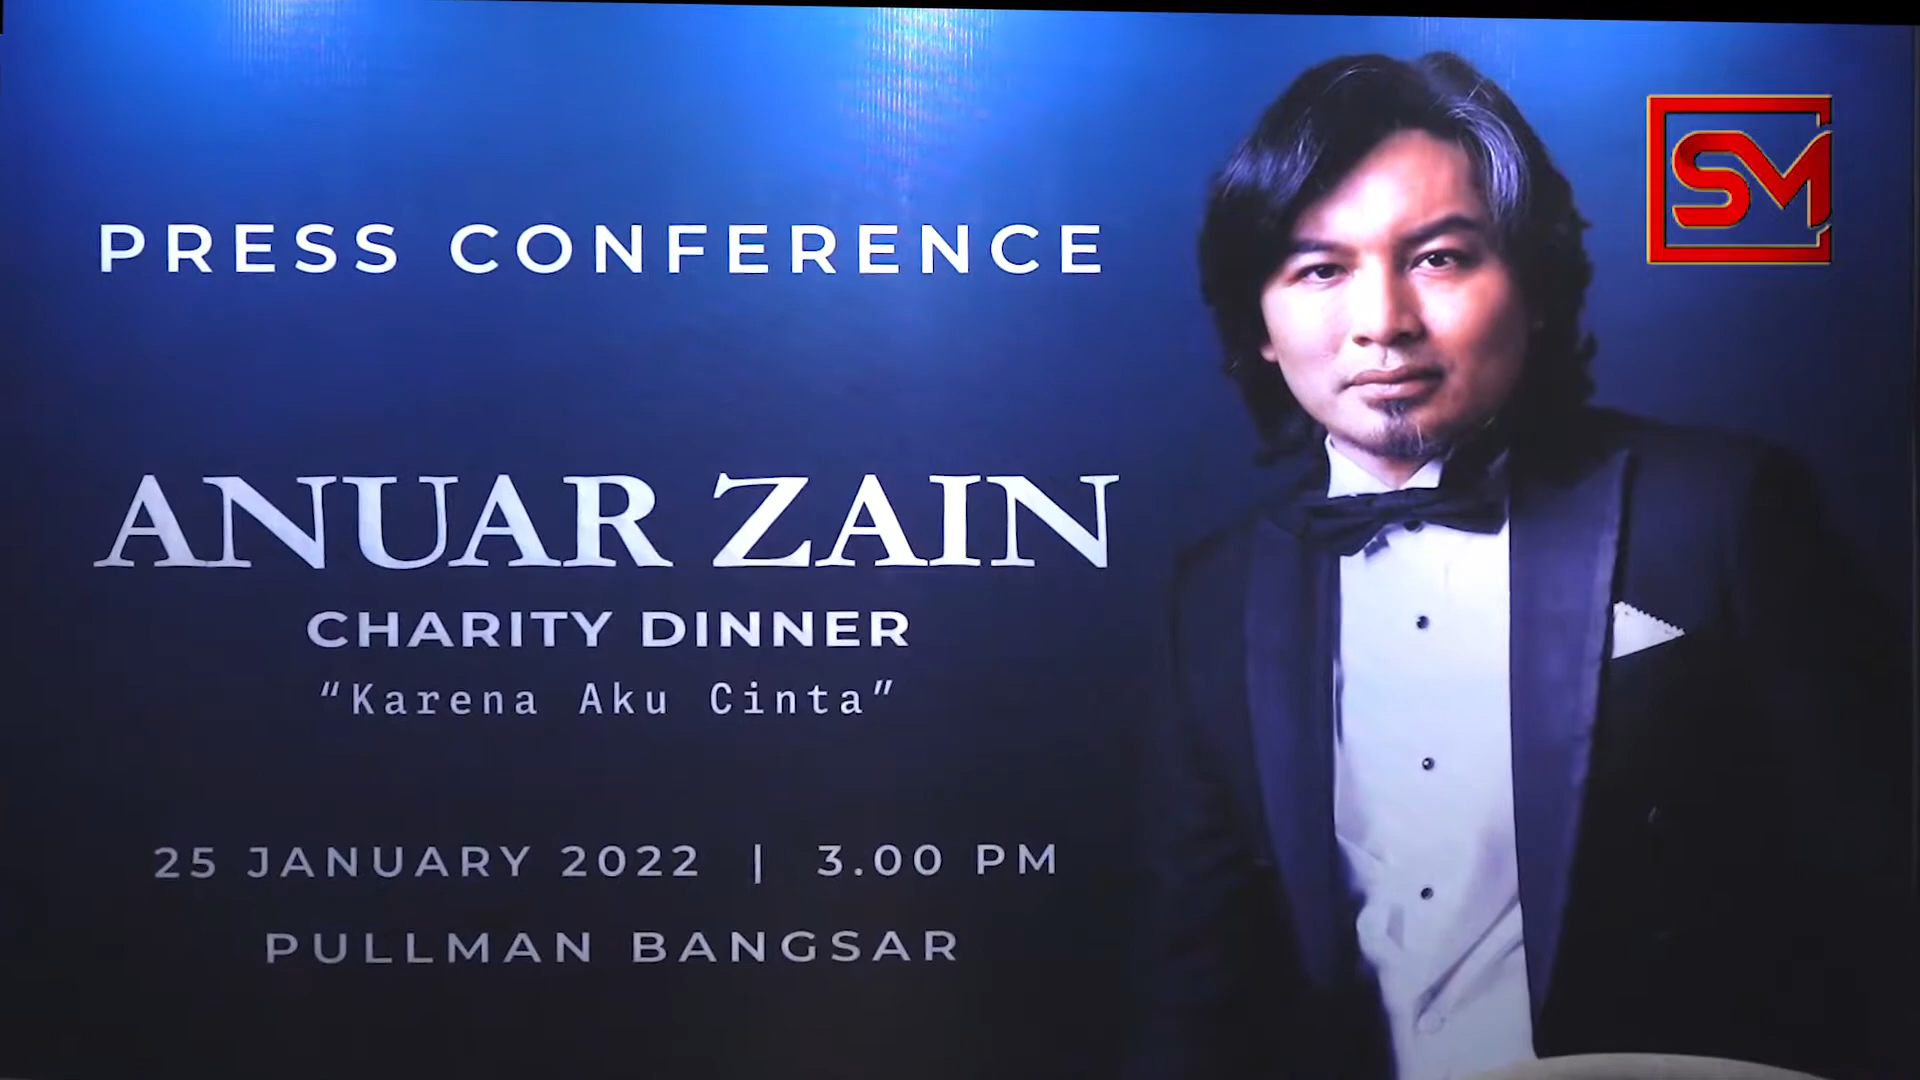 PRESS CONFERENCE
SM
ANUAR ZAIN
CHARITY DINNER
“Karena Aku Cinta”
25 JANUARY 2022 | 3.00 PM
PULLMAN BANGSAR